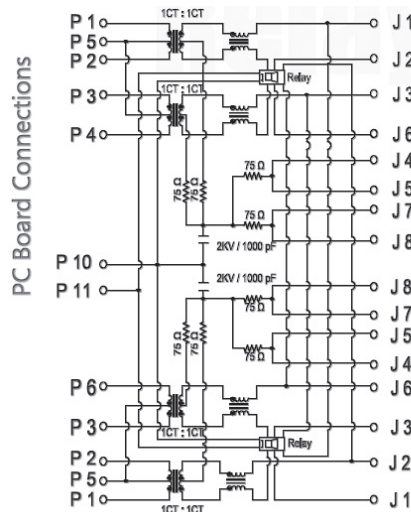 1CT : 1CT
P 1 J 1
P 5
P 2 J 2
Relay
1CT : 1CT
P 3 J 3
P 4 J 6
75 Ω J 4
75 Ω 75 Ω
J 5
75 Ω J 7
J 8
2KV / 1000 pF
P 10
2KV / 1000 pF
P 11 J 8
75 Ω
J 7
75 Ω 75 Ω J 5
75 Ω J 4
P 6 J 6
1CT : 1CT
P 3 J 3
Relay
P 2 J 2
P 5
P 1 J 1
1CT : 1CT
PC Board Connections